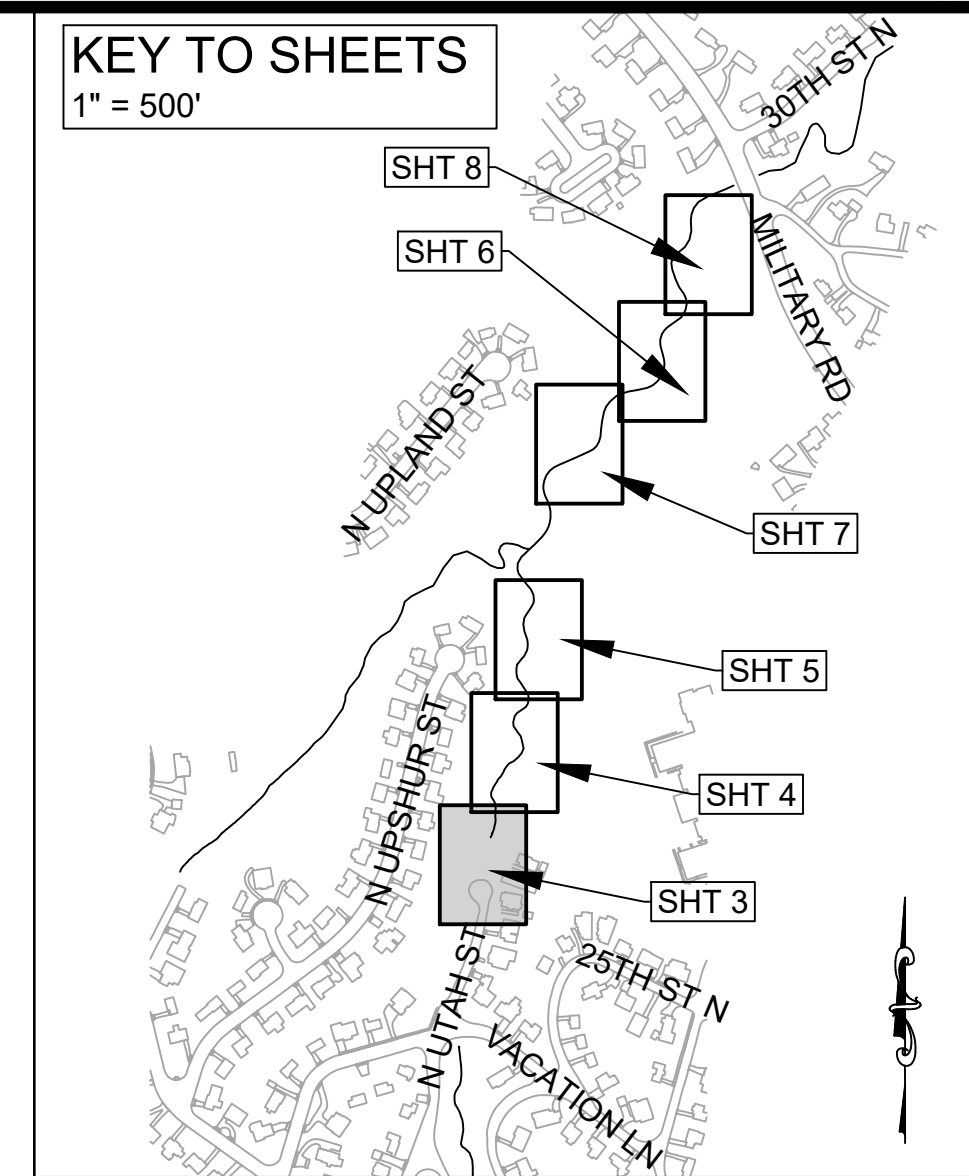 KEY TO SHEETS
1" = 500'
30TH ST N
SHT 8
SHT 6
MILITARY RD
N UPLAND ST
SHT 7
SHT 5
N UPSHUR ST
SHT 4
SHT 3
25TH ST N
N UTAH ST
VACATION LN